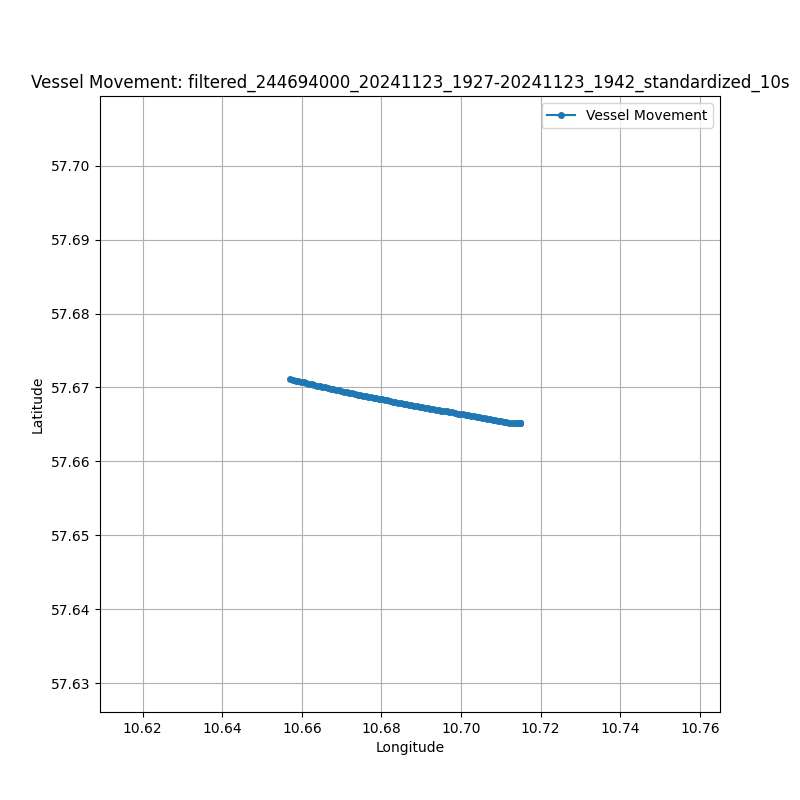 Vessel Movement: filtered_244694000_20241123_1927-20241123_1942_standardized_10s
Vessel Movement
57.70
57.69
57.68
57.67
57.66
57.65
57.64
57.63
Latitude
10.62 10.64 10.66 10.68 10.70 10.72 10.74 10.76
Longitude